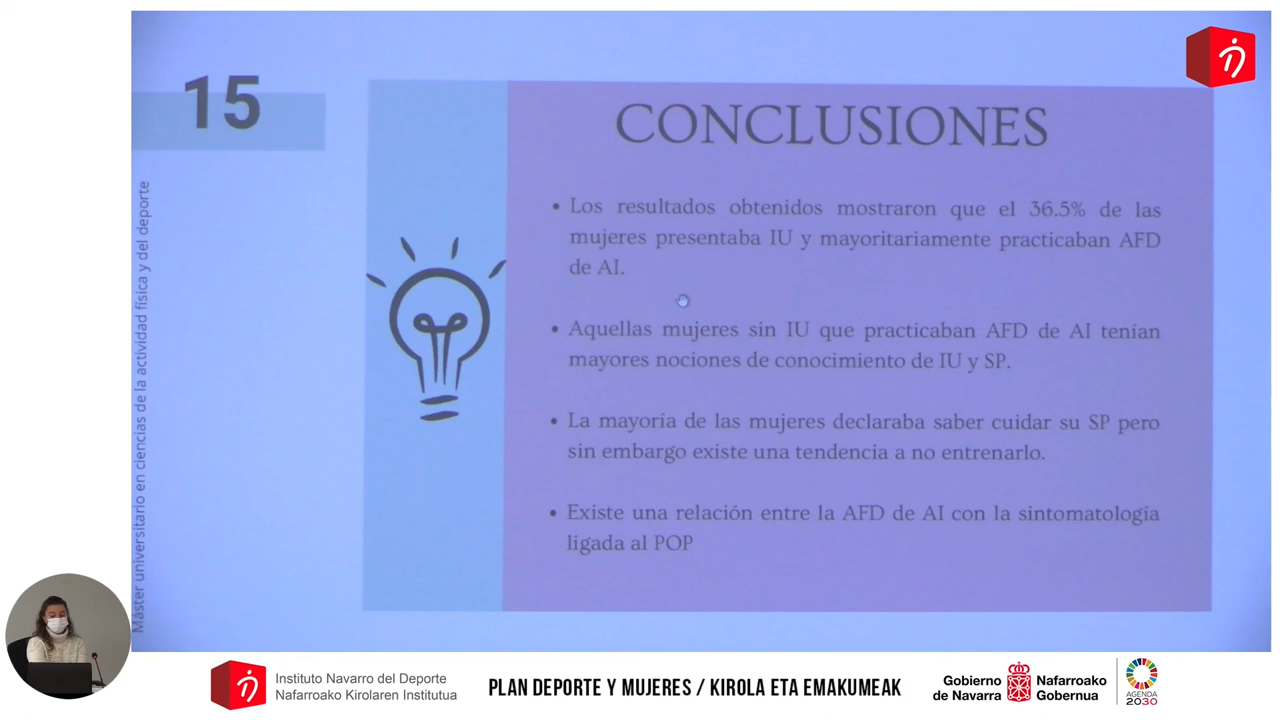 15
CONCLUSIONES
Máster universitario en ciencias de la actividad física y del deporte
• Los resultados obtenidos mostraron que el 36.5% de las
mujeres presentaba IU y mayoritariamente practicaban AFD
de AI.
• Aquellas mujeres sin IU que practicaban AFD de AI tenían
mayores nociones de conocimiento de IU y SP.
• La mayoría de las mujeres declaraba saber cuidar su SP pero
sin embargo existe una tendencia a no entrenarlo.
• Existe una relación entre la AFD de AI con la sintomatología
ligada al POP
Instituto Navarro del Deporte
Nafarroako Kirolaren Institutua
PLAN DEPORTE Y MUJERES / KIROLA ETA EMAKUMEAK
Gobierno
de Navarra
Nafarroako
Gobernua
AGENDA
2030